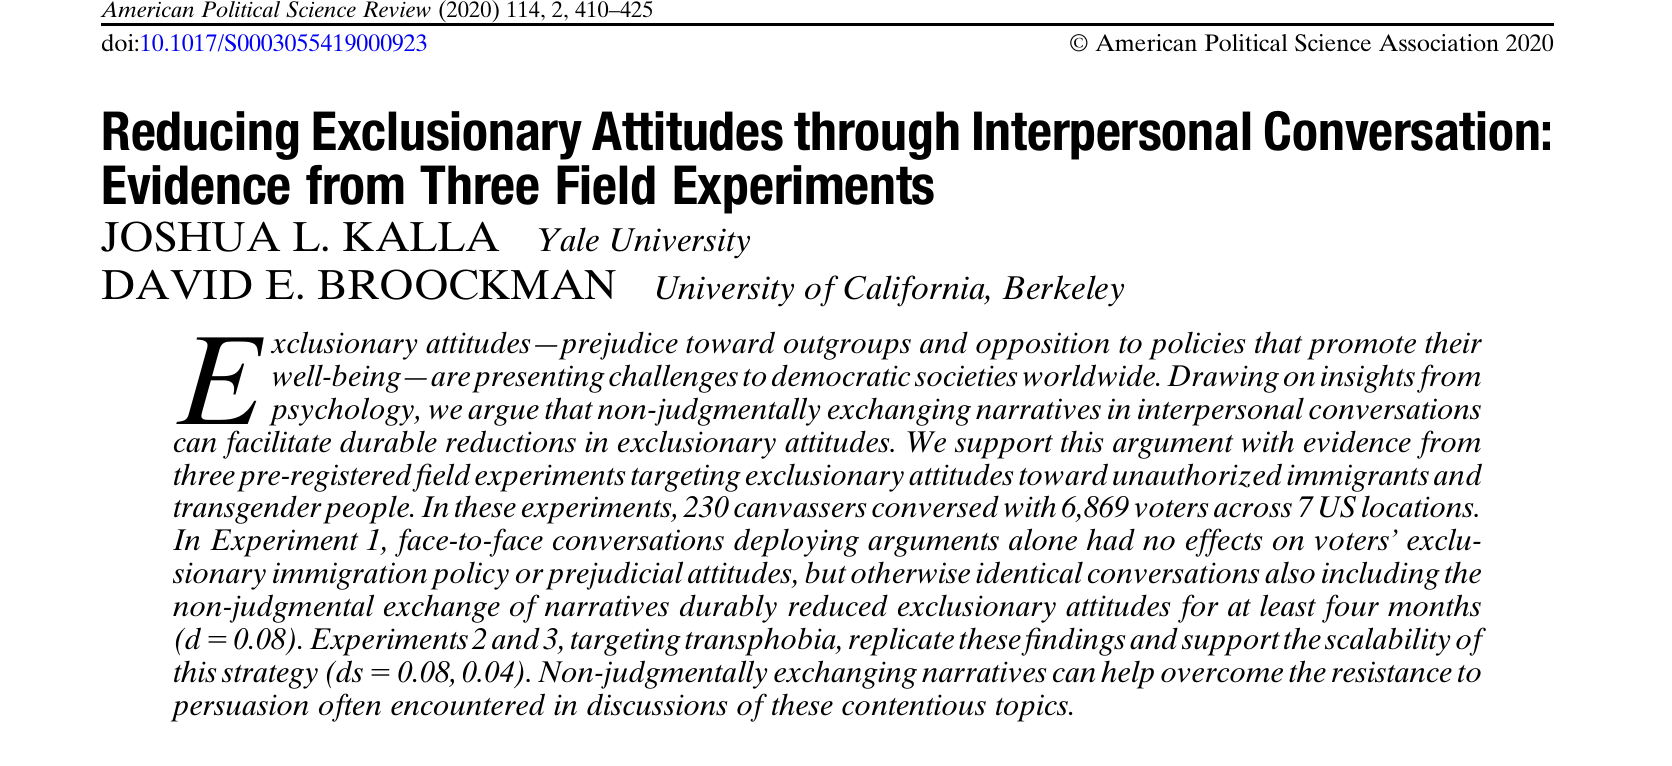 American Political Science Review (2020) 114, 2, 410–425
doi:10.1017/S0003055419000923 © American Political Science Association 2020
Reducing Exclusionary Attitudes through Interpersonal Conversation:
Evidence from Three Field Experiments
JOSHUA L. KALLA Yale University
DAVID E. BROOCKMAN University of California, Berkeley
Exclusionary attitudes—prejudice toward outgroups and opposition to policies that promote their
well-being—are presenting challenges to democratic societies worldwide. Drawing on insights from
psychology, we argue that non-judgmentally exchanging narratives in interpersonal conversations
can facilitate durable reductions in exclusionary attitudes. We support this argument with evidence from
three pre-registered field experiments targeting exclusionary attitudes toward unauthorized immigrants and
transgender people. In these experiments, 230 canvassers conversed with 6,869 voters across 7 US locations.
In Experiment 1, face-to-face conversations deploying arguments alone had no effects on voters’ exclu-
sionary immigration policy or prejudicial attitudes, but otherwise identical conversations also including the
non-judgmental exchange of narratives durably reduced exclusionary attitudes for at least four months
(d = 0.08). Experiments 2 and 3, targeting transphobia, replicate these findings and support the scalability of
this strategy (ds = 0.08, 0.04). Non-judgmentally exchanging narratives can help overcome the resistance to
persuasion often encountered in discussions of these contentious topics.